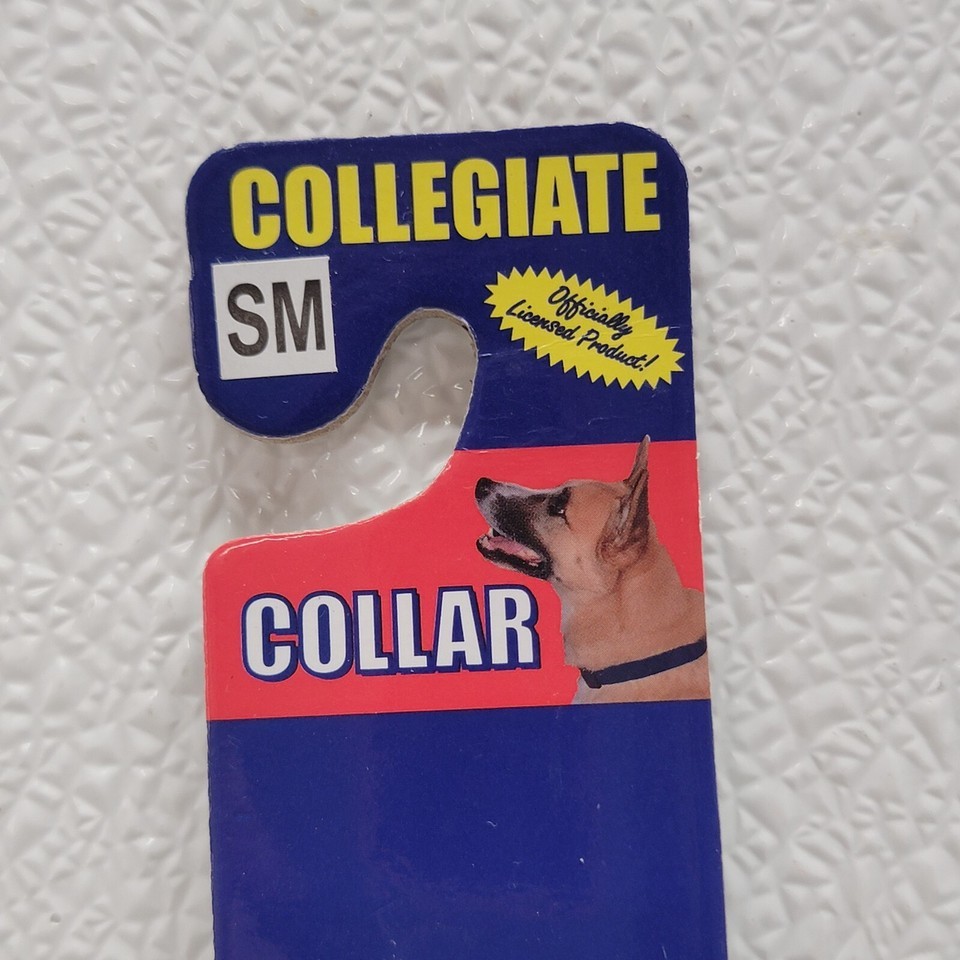 COLLEGIATE
SM
Officially
Licensed Product!
COLLAR